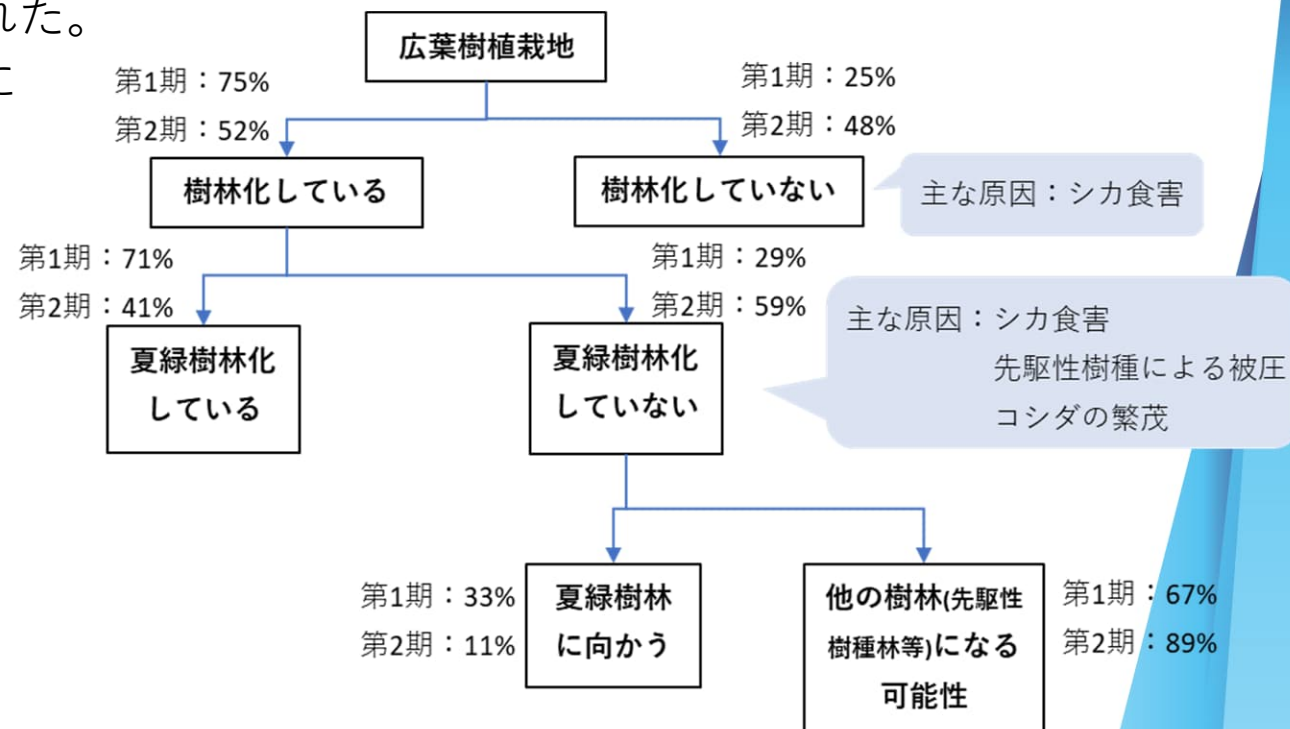 れた。
に
広葉樹植栽地
第1期：75%
第2期：52%
第1期：25%
第2期：48%
樹林化している
樹林化していない
主な原因：シカ食害
第1期：71%
第2期：41%
第1期：29%
第2期：59%
夏緑樹林化
している
夏緑樹林化
していない
主な原因：シカ食害
先駆性樹種による被圧
コシダの繁茂
第1期：33%
第2期：11%
夏緑樹林
に向かう
他の樹林(先駆性
樹種林等)になる
可能性
第1期：67%
第2期：89%